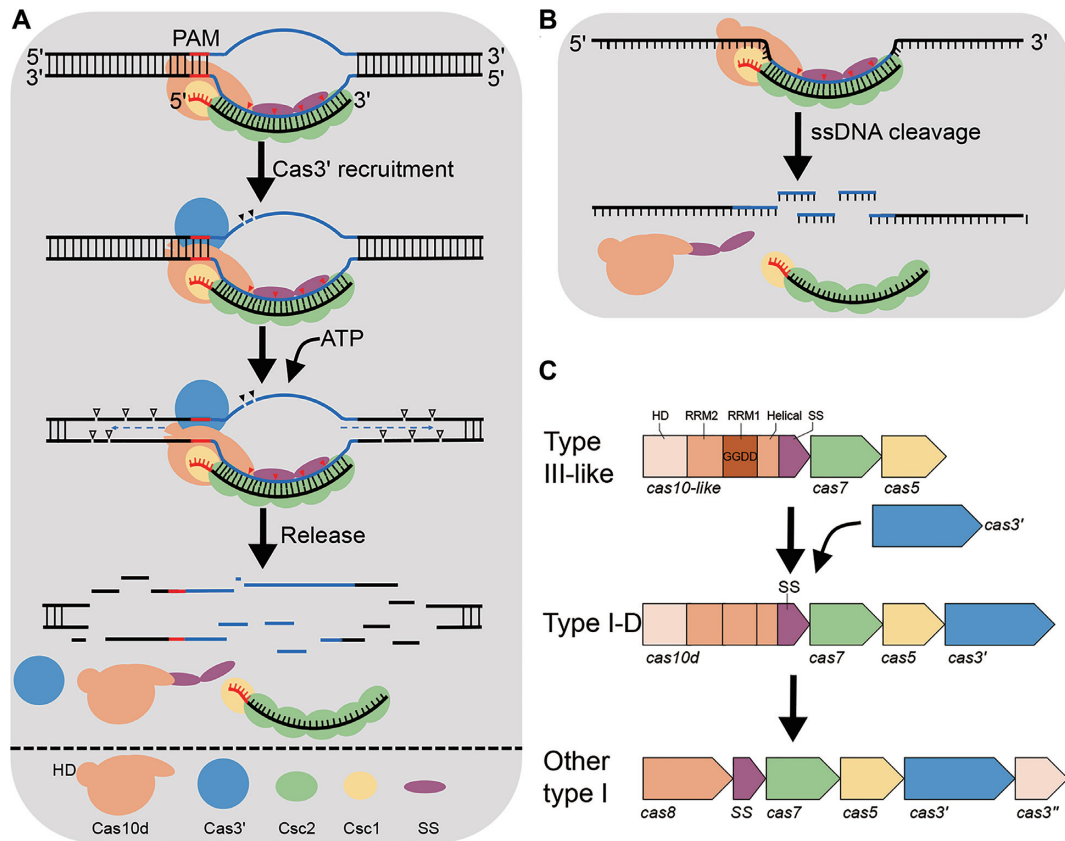 A
PAM
5' 3'
3' 5'
5' 3'
Cas3' recruitment
ATP
Release
HD
Cas10d Cas3' Csc2 Csc1 SS
B
5' 3'
ssDNA cleavage
C
HD RRM2 RRM1 Helical SS
Type
III-like
GGDD
cas10-like cas7 cas5
cas3'
SS
Type I-D
cas10d cas7 cas5 cas3'
Other
type I
cas8 SS cas7 cas5 cas3' cas3"